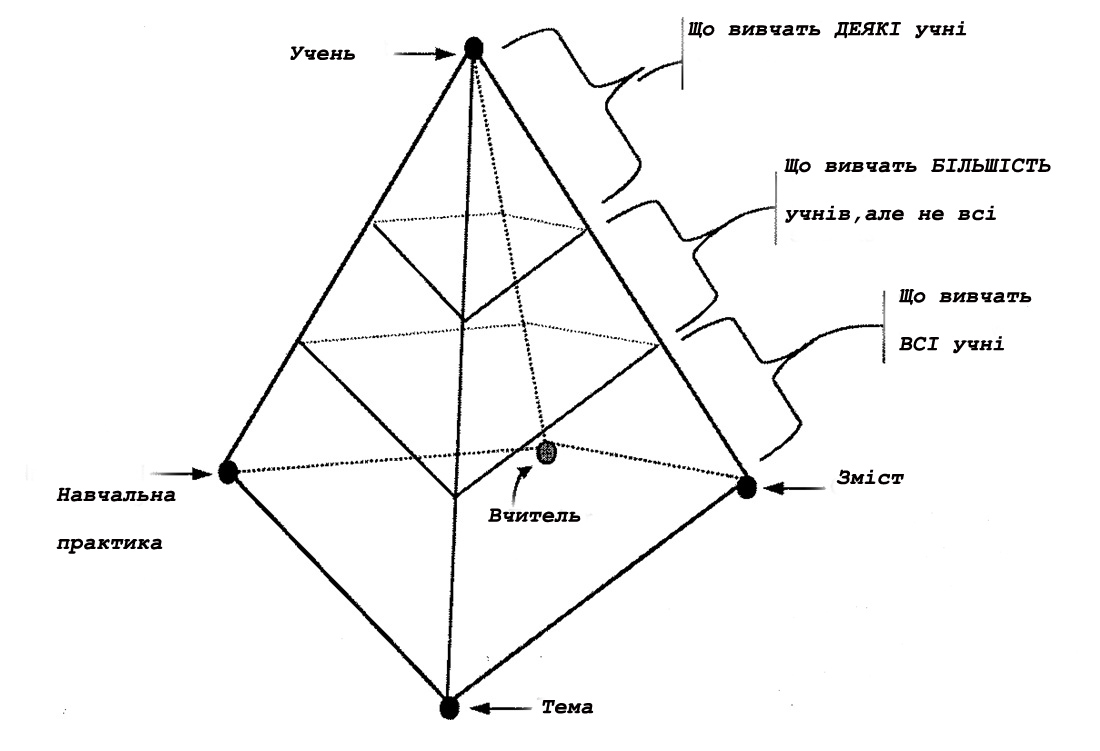 Учень
Що вивчать ДЕЯКІ учні
Що вивчать БІЛЬШІСТЬ
учнів,але не всі
Що вивчать
ВСІ учні
Зміст
Навчальна
практика
Вчитель
Тема